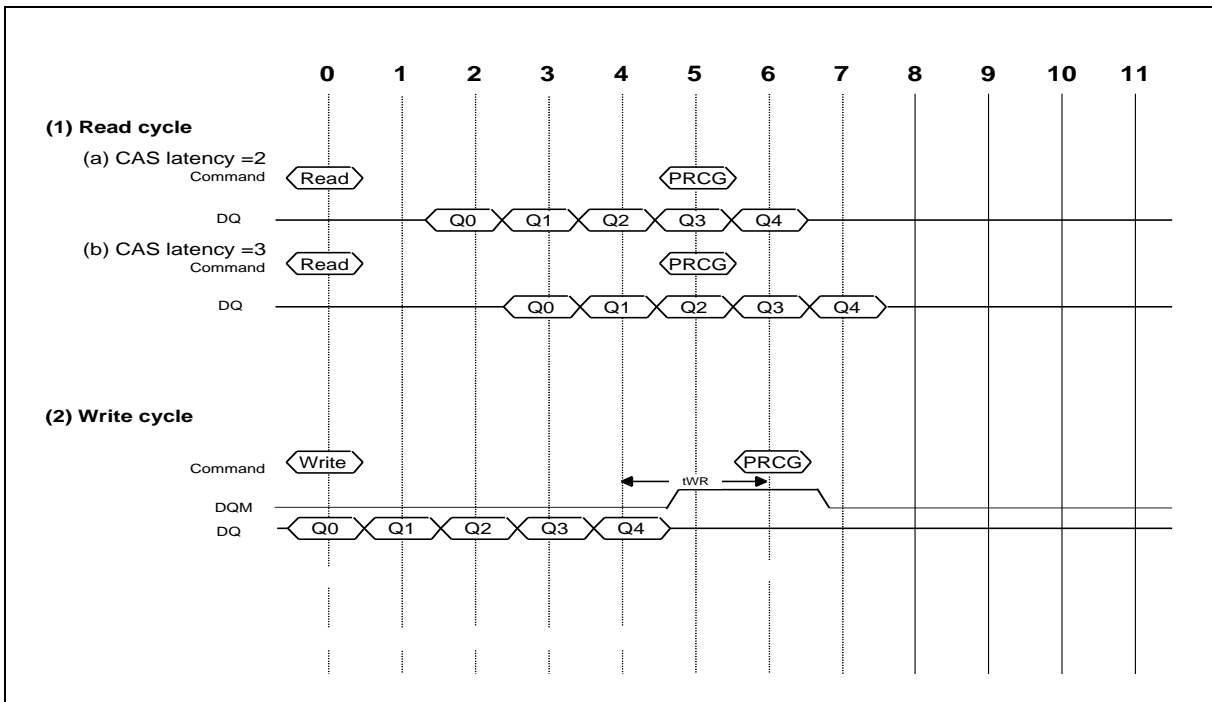 0 1 2 3 4 5 6 7 8 9 10 11
(1) Read cycle
(a) CAS latency =2
Command Read PRCG
DQ Q0 Q1 Q2 Q3 Q4
(b) CAS latency =3
Command Read PRCG
DQ Q0 Q1 Q2 Q3 Q4
(2) Write cycle
Command Write PRCG
tWR
DQM
DQ Q0 Q1 Q2 Q3 Q4